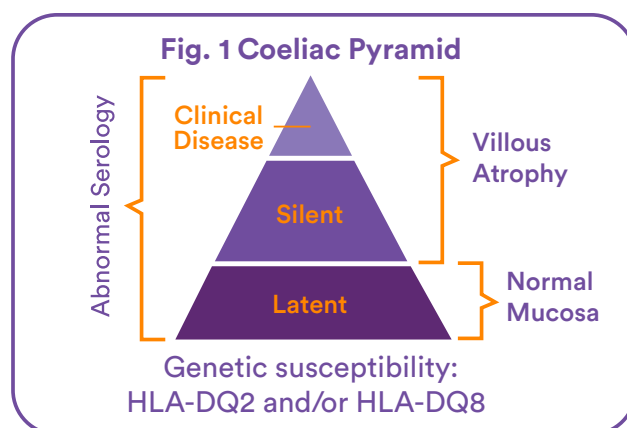 Fig. 1 Coeliac Pyramid
Abnormal Serology
Clinical
Disease
Silent
Latent
Villous
Atrophy
Normal
Mucosa
Genetic susceptibility:
HLA-DQ2 and/or HLA-DQ8